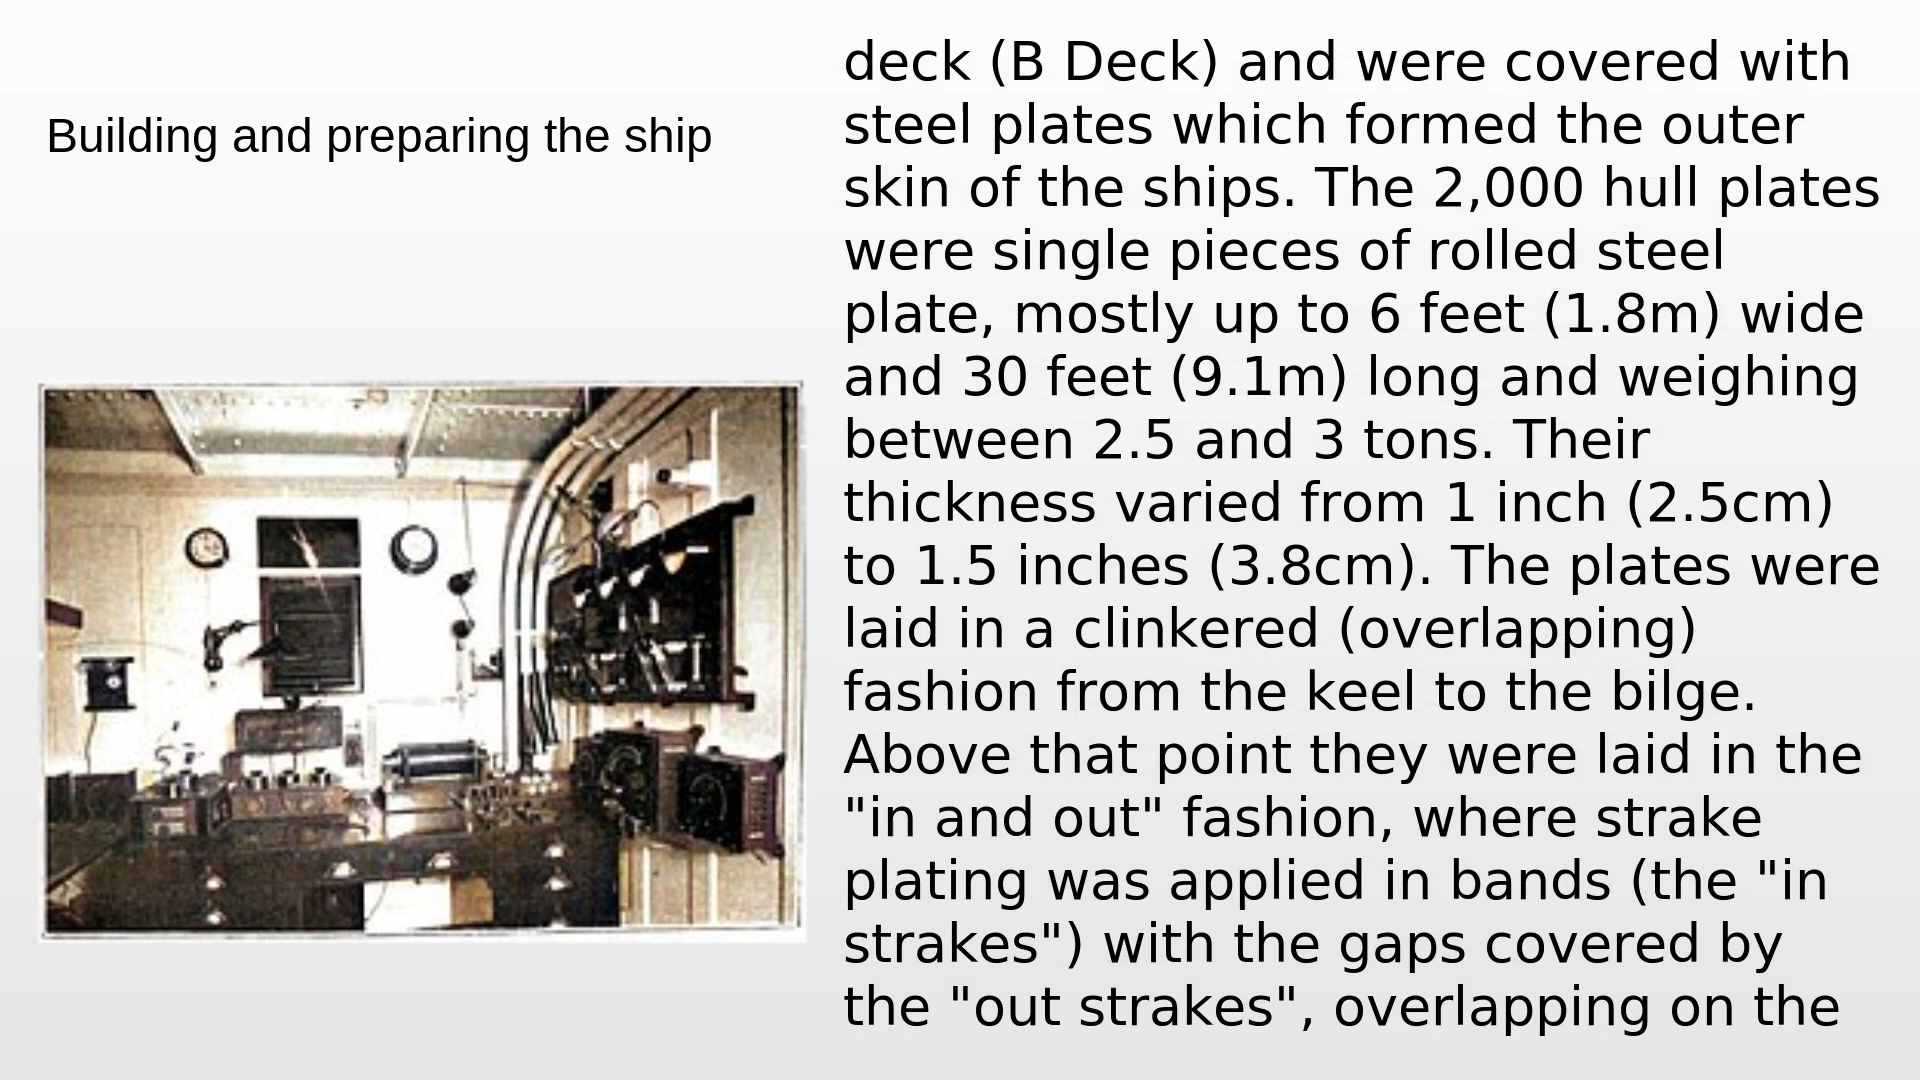 Building and preparing the ship
deck (B Deck) and were covered with
steel plates which formed the outer
skin of the ships. The 2,000 hull plates
were single pieces of rolled steel
plate, mostly up to 6 feet (1.8m) wide
and 30 feet (9.1m) long and weighing
between 2.5 and 3 tons. Their
thickness varied from 1 inch (2.5cm)
to 1.5 inches (3.8cm). The plates were
laid in a clinkered (overlapping)
fashion from the keel to the bilge.
Above that point they were laid in the
"in and out" fashion, where strake
plating was applied in bands (the "in
strakes") with the gaps covered by
the "out strakes", overlapping on the